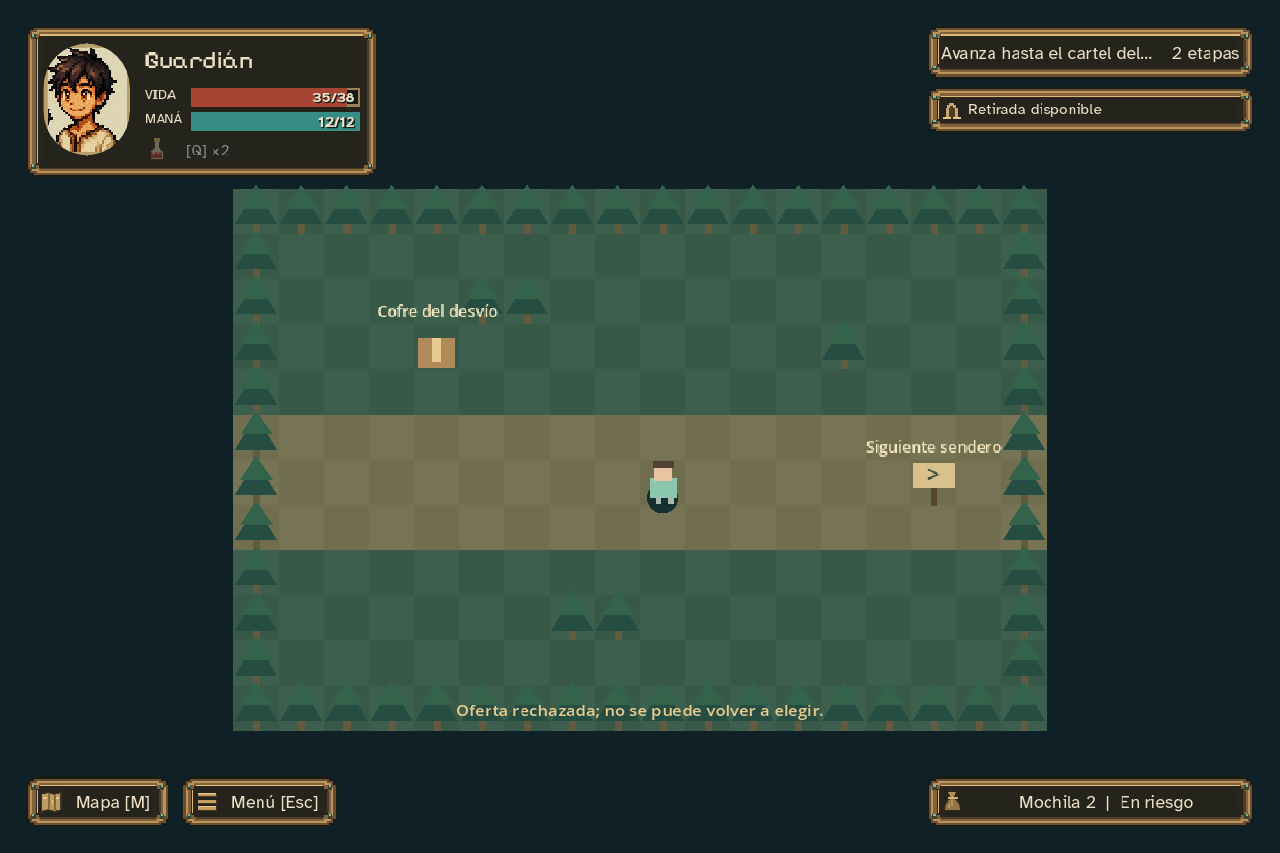 Guardián
VIDA 35/38
MANÁ 12/12
[Q] x2
Avanza hasta el cartel del... 2 etapas
Retirada disponible
Cofre del desvío
Siguiente sendero
>
Oferta rechazada; no se puede volver a elegir.
Mapa [M]
Menú [Esc]
Mochila 2 | En riesgo